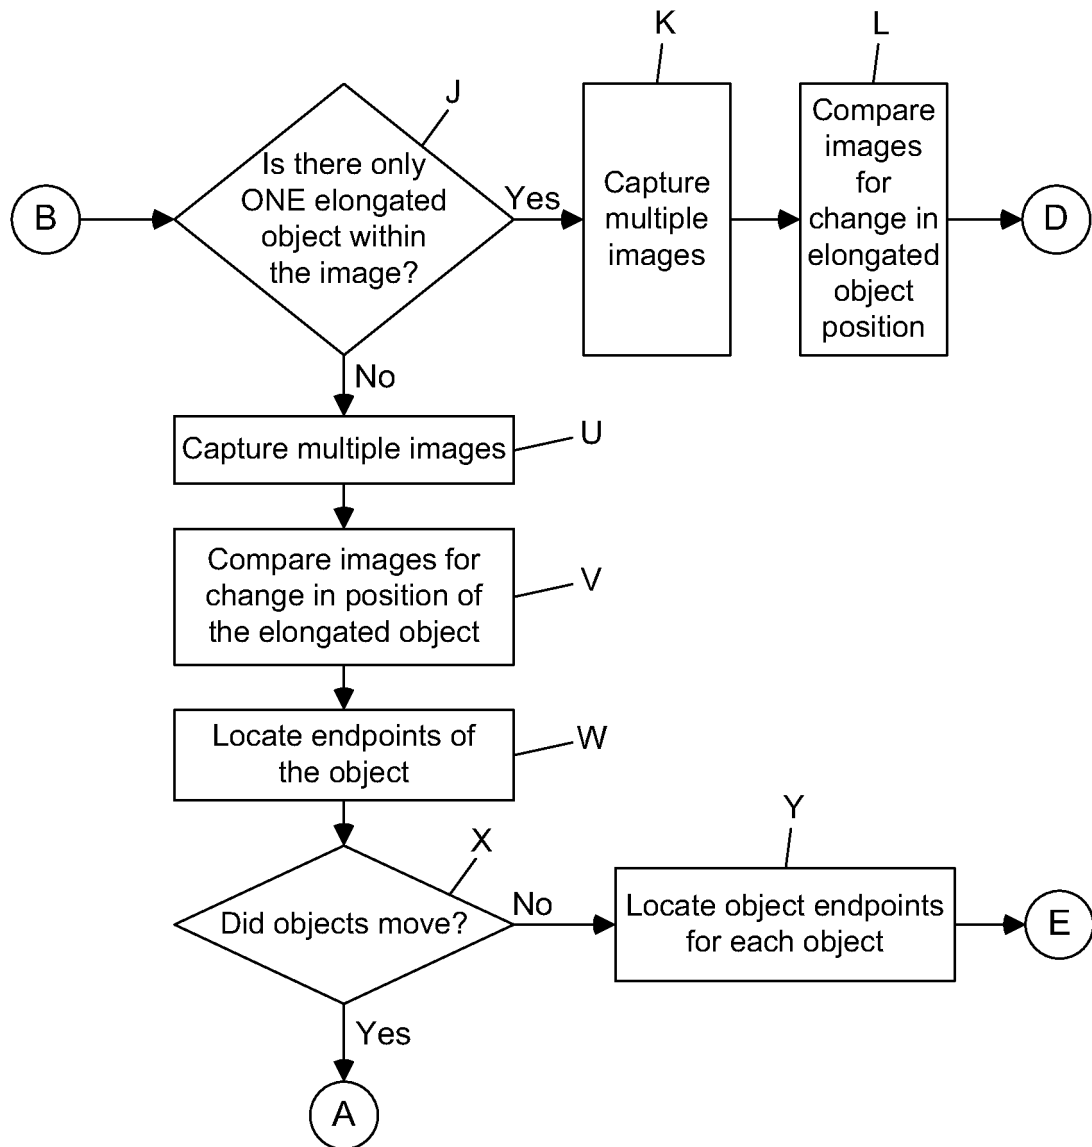 B
J
Is there only
ONE elongated
object within
the image?
Yes
K
Capture
multiple
images
L
Compare
images
for
change in
elongated
object
position
D
No
Capture multiple images
U
Compare images for
change in position of
the elongated object
V
Locate endpoints of
the object
W
X
Did objects move?
No
Y
Locate object endpoints
for each object
E
Yes
A